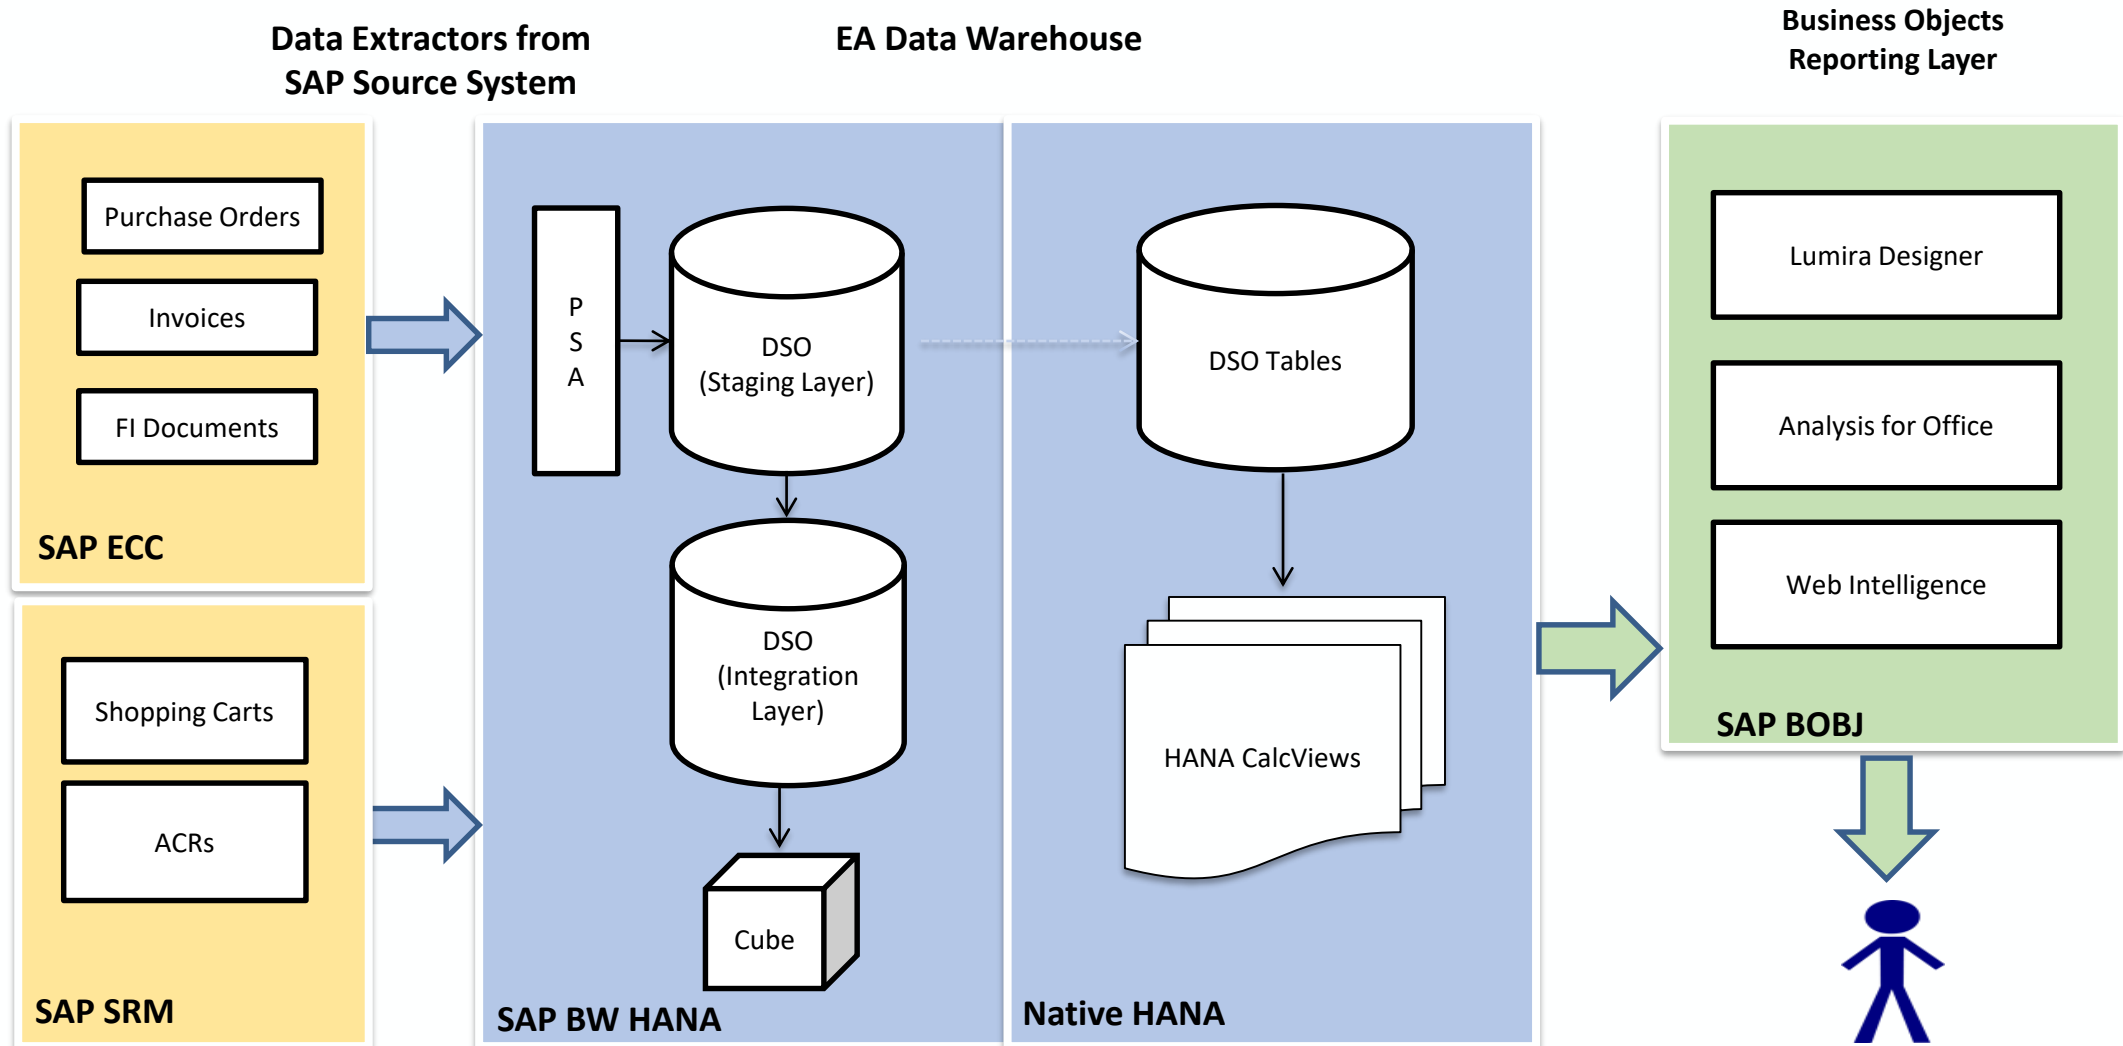 Data Extractors from
SAP Source System
EA Data Warehouse
Business Objects
Reporting Layer
Purchase Orders
Invoices
FI Documents
SAP ECC
Shopping Carts
ACRs
SAP SRM
P
S
A
DSO
(Staging Layer)
DSO
(Integration
Layer)
Cube
SAP BW HANA
DSO Tables
HANA CalcViews
Native HANA
Lumira Designer
Analysis for Office
Web Intelligence
SAP BOBJ